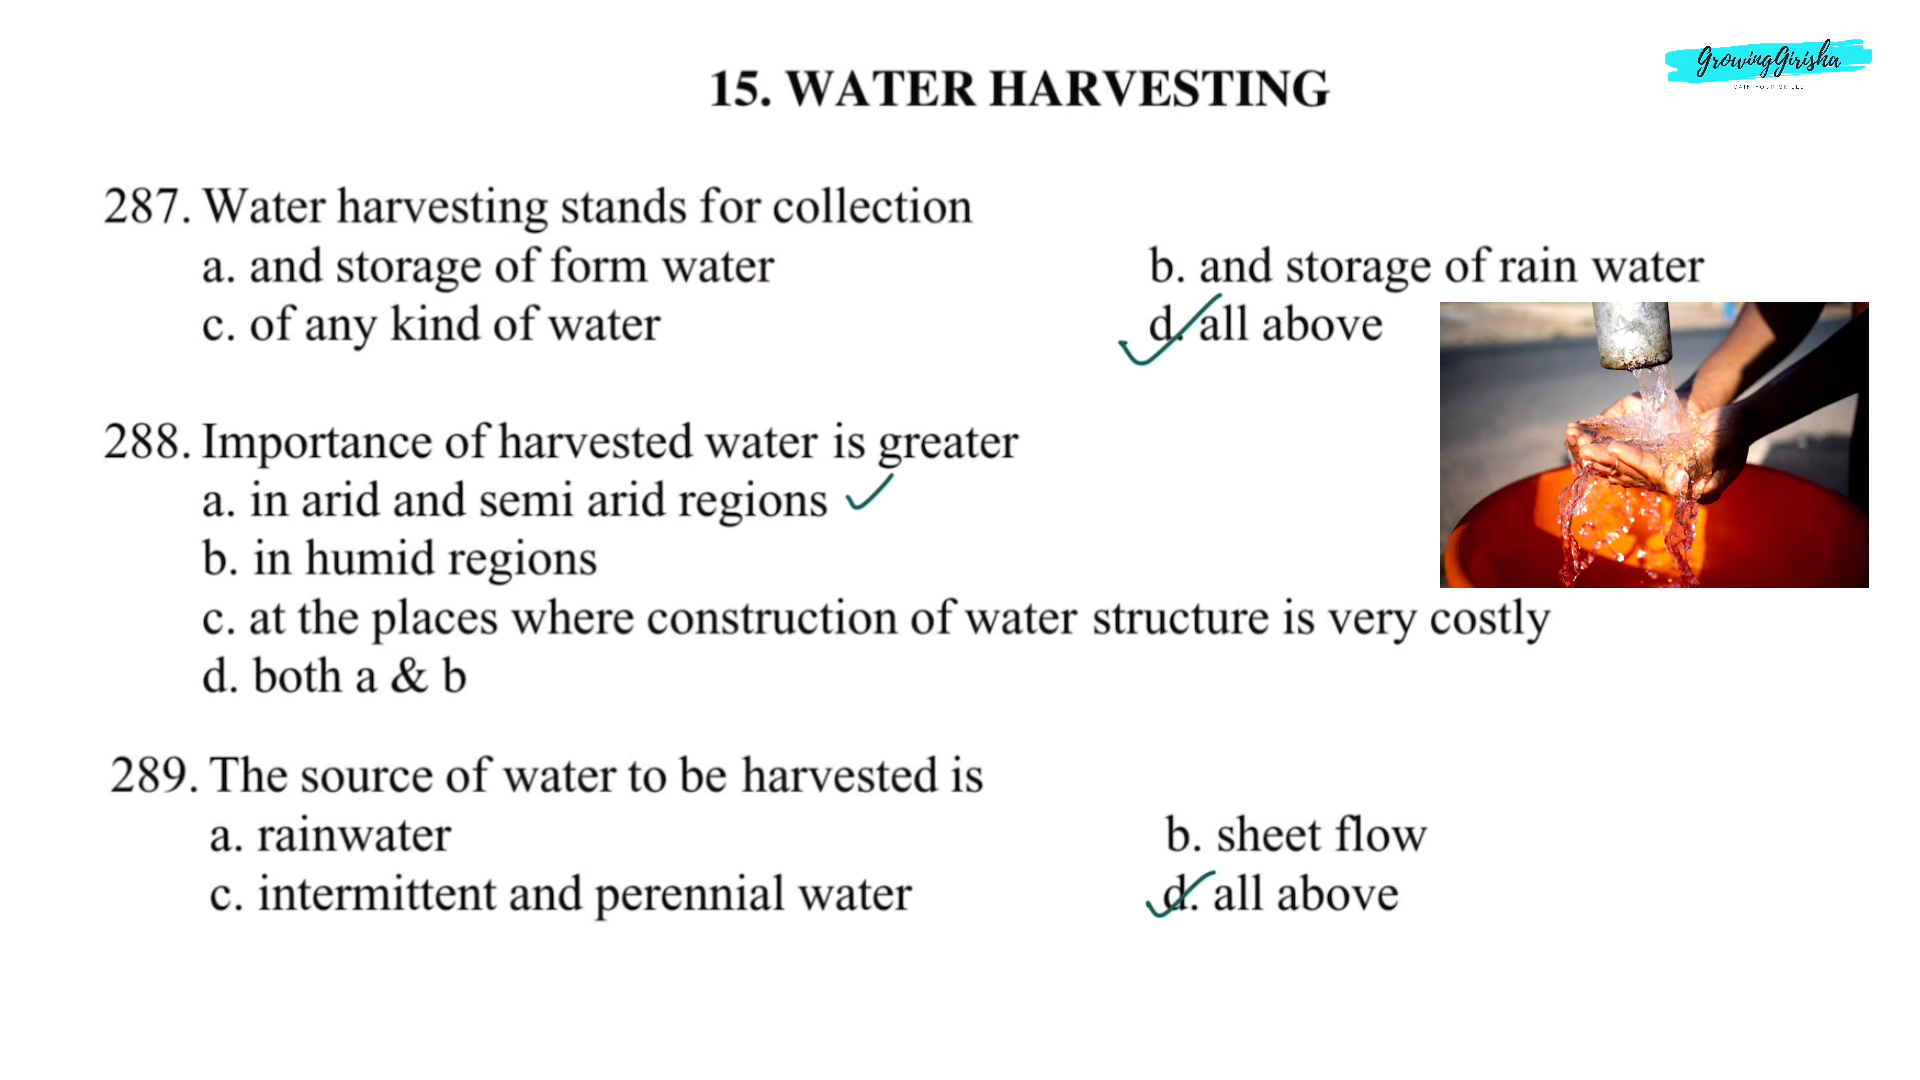 GrowingGirisha
GAIN YOUR SKILLS
15. WATER HARVESTING
287. Water harvesting stands for collection
a. and storage of form water
b. and storage of rain water
c. of any kind of water
d. all above
288. Importance of harvested water is greater
a. in arid and semi arid regions
b. in humid regions
c. at the places where construction of water structure is very costly
d. both a & b
289. The source of water to be harvested is
a. rainwater
b. sheet flow
c. intermittent and perennial water
d. all above